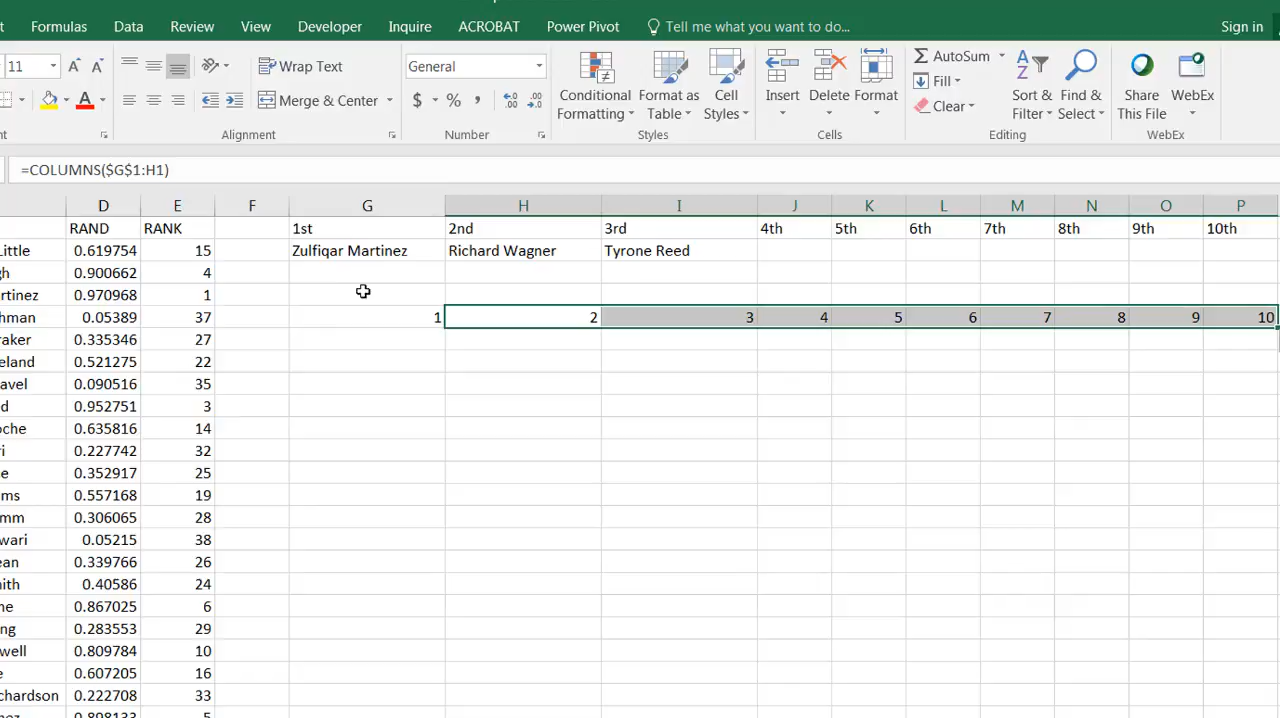 t Formulas Data Review View Developer Inquire ACROBAT Power Pivot Tell me what you want to do... Sign in
11 A A Wrap Text General AutoSum
Merge & Center $ % , Conditional Formatting Format as Table Cell Styles Insert Delete Format Fill Clear Sort & Filter Find & Select Share This File WebEx
nt Alignment Number Styles Cells Editing WebEx
=COLUMNS($G$1:H1)
D E F G H I J K L M N O P
RAND RANK 1st 2nd 3rd 4th 5th 6th 7th 8th 9th 10th
Little 0.619754 15 Zulfiqar Martinez Richard Wagner Tyrone Reed
gh 0.900662 4
rtinez 0.970968 1
hman 0.05389 37 1 2 3 4 5 6 7 8 9 10
raker 0.335346 27
eland 0.521275 22
avel 0.090516 35
d 0.952751 3
oche 0.635816 14
ri 0.227742 32
e 0.352917 25
ms 0.557168 19
mm 0.306065 28
wari 0.05215 38
ean 0.339766 26
nith 0.40586 24
ne 0.867025 6
ng 0.283553 29
well 0.809784 10
e 0.607205 16
chardson 0.222708 33
0.898133 5